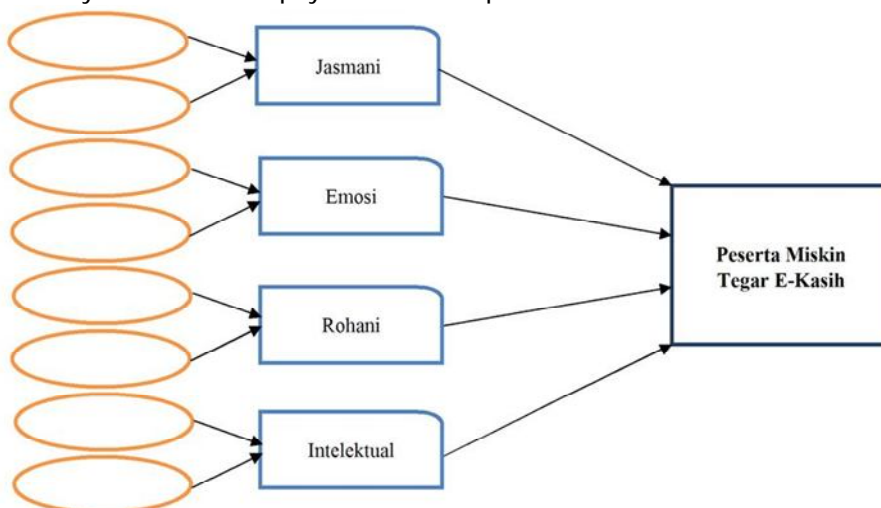 Jasmani
Emosi
Rohani
Intelektual
Peserta Miskin
Tegar E-Kasih